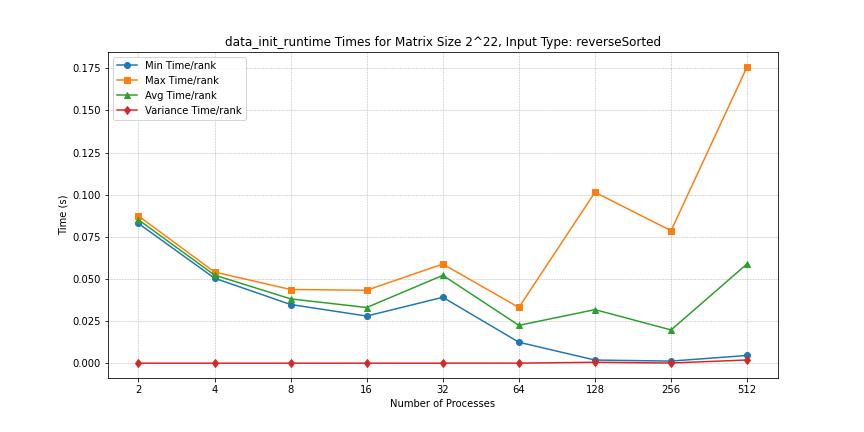 data_init_runtime Times for Matrix Size 2^22, Input Type: reverseSorted
Min Time/rank
Max Time/rank
Avg Time/rank
Variance Time/rank
Time (s)
0.175
0.150
0.125
0.100
0.075
0.050
0.025
0.000
2 4 8 16 32 64 128 256 512
Number of Processes